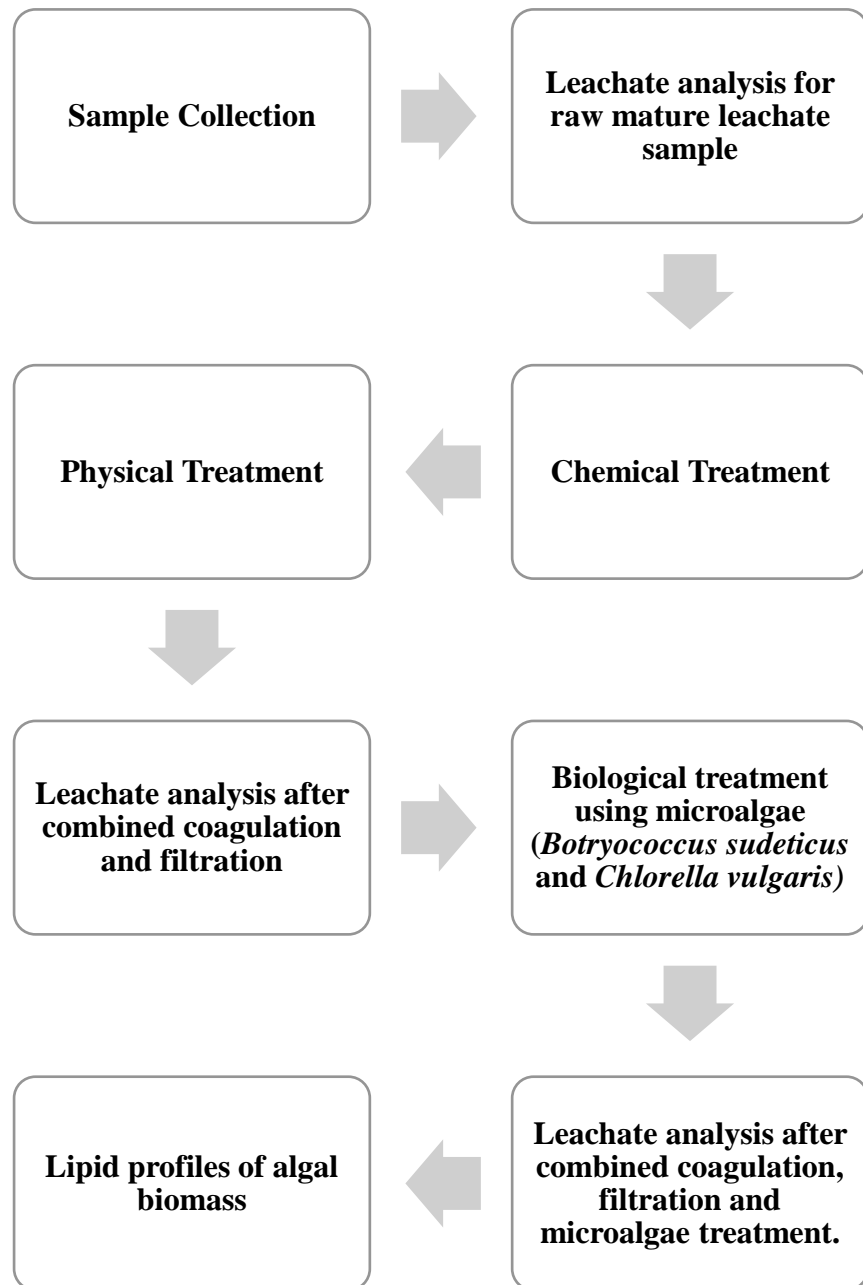 Sample Collection
Leachate analysis for
raw mature leachate
sample
Chemical Treatment
Physical Treatment
Leachate analysis after
combined coagulation
and filtration
Biological treatment
using microalgae
(Botryococcus sudeticus
and Chlorella vulgaris)
Leachate analysis after
combined coagulation,
filtration and
microalgae treatment.
Lipid profiles of algal
biomass